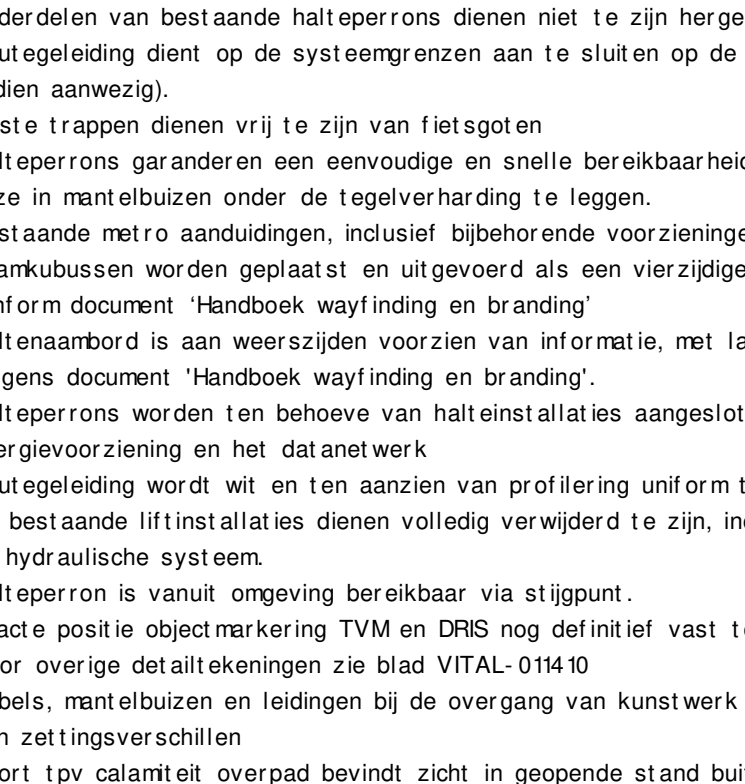 derdelen van bestaande halteperrons dienen niet te zijn herge
utegeleiding dient op de systeemgrenzen aan te sluiten op de
dien aanwezig).
ste trappen dienen vrij te zijn van fietsgoten
lteperrons garanderen een eenvoudige en snelle bereikbaarheid
ze in mantelbuizen onder de tegelverharding te leggen.
staande metro aanduidingen, inclusief bijbehorende voorzieninge
amkubussen worden geplaatst en uitgevoerd als een vierzijdige
nform document ‘Handboek wayfinding en branding’
ltenaambord is aan weerszijden voorzien van informatie, met la
gens document 'Handboek wayfinding en branding'.
lteperrons worden ten behoeve van halteinstallaties aangeslot
ergievoorziening en het datanetwerk
utegeleiding wordt wit en ten aanzien van profilering uniform t
bestaande liftinstallaties dienen volledig verwijderd te zijn, in
hydraulische systeem.
lteperron is vanuit omgeving bereikbaar via stijgpunt.
acte positie objectmarkering TVM en DRIS nog definitief vast t
or overige detailtekeningen zie blad VITAL-011410
bels, mantelbuizen en leidingen bij de overgang van kunstwerk
n zettingsverschillen
ort tpv calamiteit overpad bevindt zicht in geopende stand bui